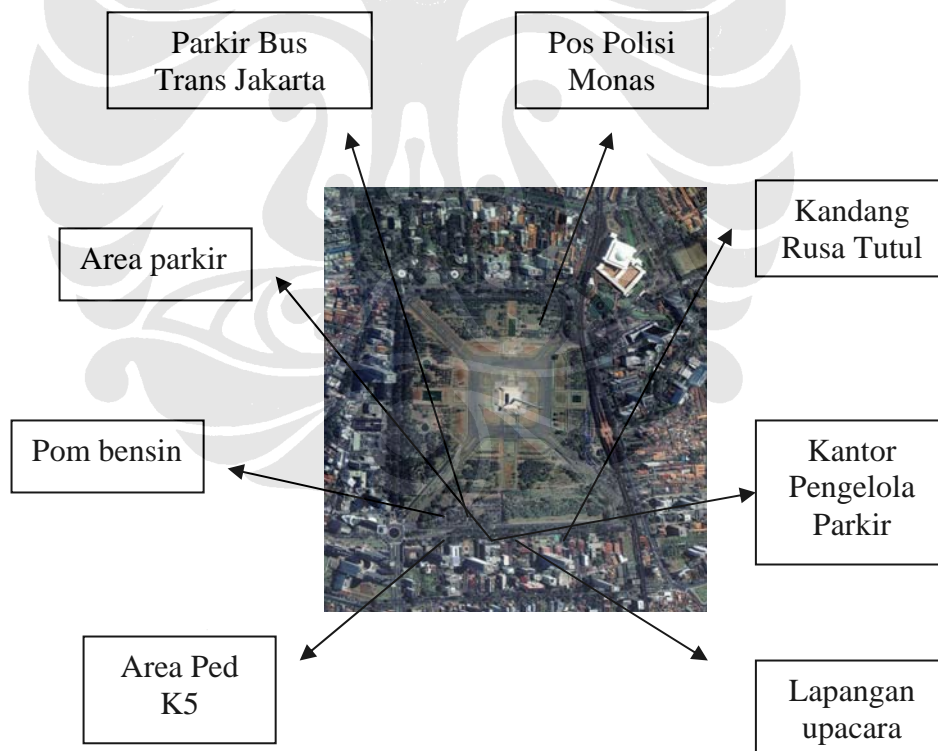 Parkir Bus
Trans Jakarta
Pos Polisi
Monas
Kandang
Rusa Tutul
Area parkir
Pom bensin
Kantor
Pengelola
Parkir
Area Ped
K5
Lapangan
upacara